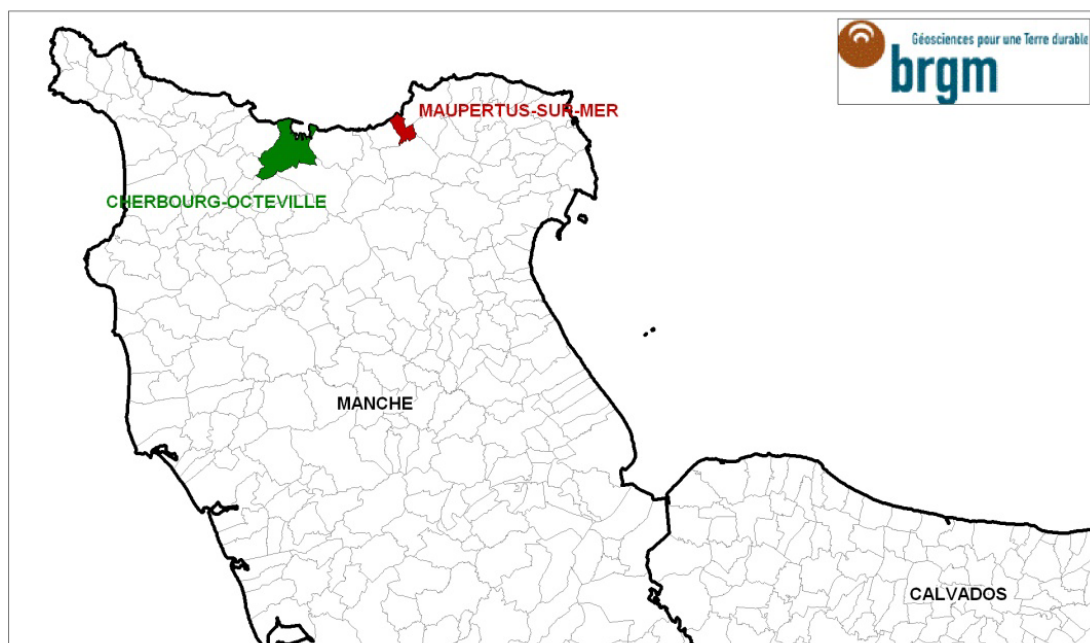 Géosciences pour une Terre durable
brgm
MAUPERTUS-SUR-MER
CHERBOURG-OCTEVILLE
MANCHE
CALVADOS